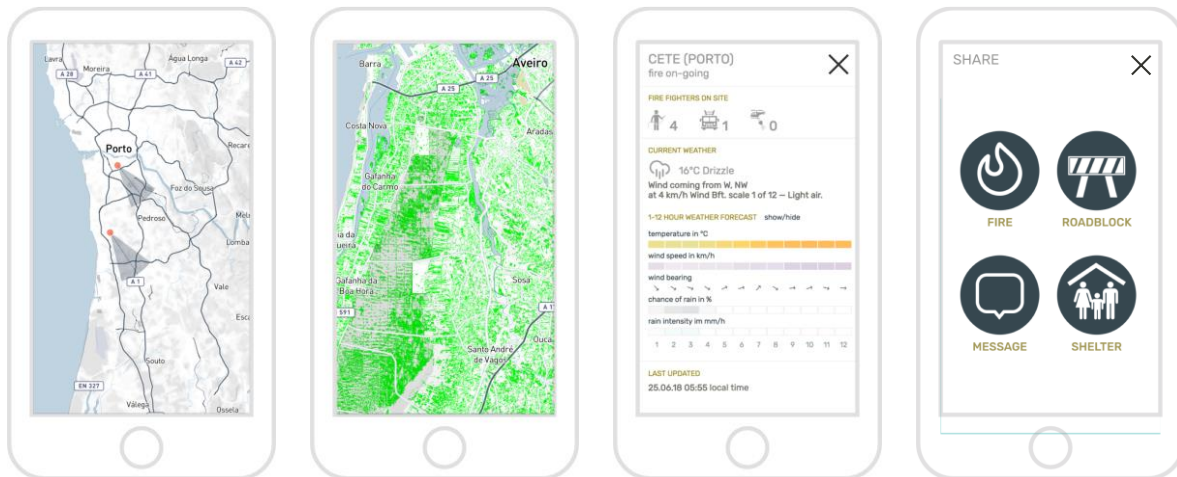 Lavra
Água Longa
A 28
Moreira
A 41
A 42
Porto
Recare
Foz do Sousa
Pedroso
Lomba
A 1
Vale
Esc
Souto
EN 327
Válega
Ossela
Barra
Aveiro
A 25
A 25
Costa Nova
Aradas
Gafanha
do Carmo
ia da
ueira
Gafanha da
Boa Hora
Sosa
591
A 1
Ouca
Santo André
de Vagos
CETE (PORTO)
fire on-going
FIRE FIGHTERS ON SITE
4 1 0
CURRENT WEATHER
16°C Drizzle
Wind coming from W, NW
at 4 km/h Wind Bft. scale 1 of 12 — Light air.
1-12 HOUR WEATHER FORECAST show/hide
temperature in °C
wind speed in km/h
wind bearing
chance of rain in %
rain intensity im mm/h
1 2 3 4 5 6 7 8 9 10 11 12
LAST UPDATED
25.06.18 05:55 local time
SHARE
FIRE ROADBLOCK
MESSAGE SHELTER